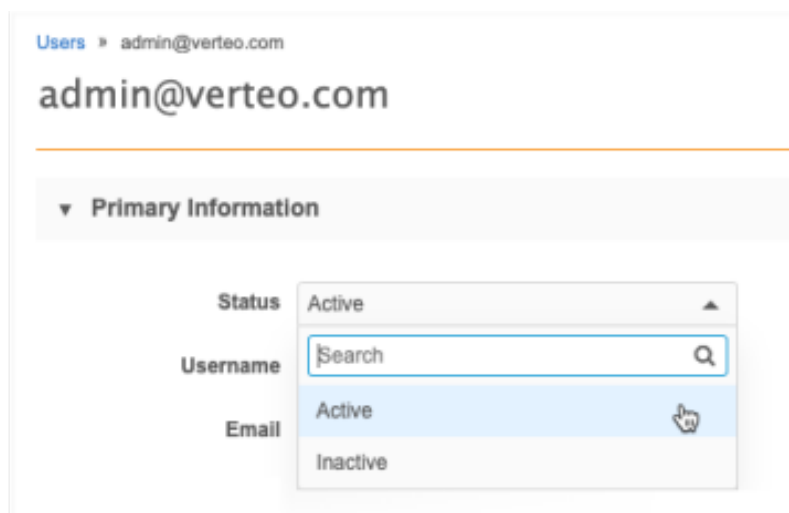 Users » admin@verteo.com
admin@verteo.com
▼ Primary Information
Status Active
Search
Username
Active
Email
Inactive